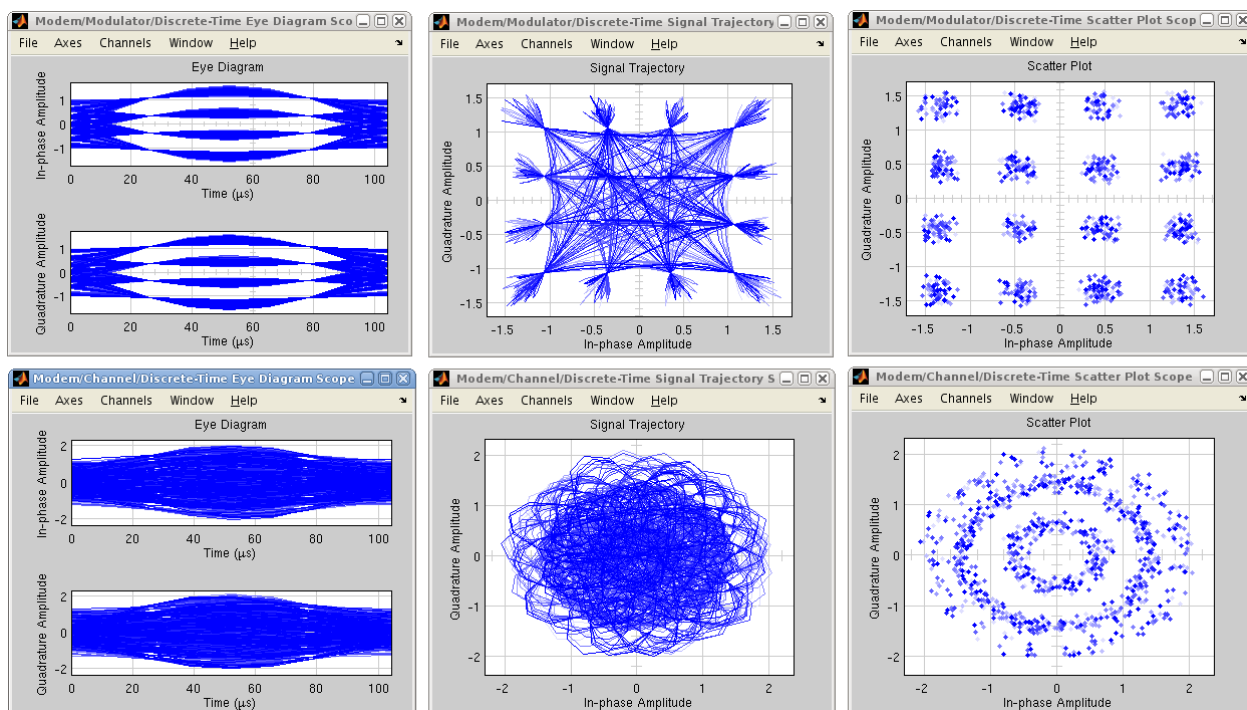 Modem/Modulator/Discrete-Time Eye Diagram Sco
File Axes Channels Window Help
Eye Diagram
In-phase Amplitude
1
0
-1
0 20 40 60 80 100
Time (μs)
Quadrature Amplitude
1
0
-1
0 20 40 60 80 100
Time (μs)
Modem/Modulator/Discrete-Time Signal Trajectory
File Axes Channels Window Help
Signal Trajectory
Quadrature Amplitude
1.5
1
0.5
0
-0.5
-1
-1.5
-1.5 -1 -0.5 0 0.5 1 1.5
In-phase Amplitude
Modem/Modulator/Discrete-Time Scatter Plot Scop
File Axes Channels Window Help
Scatter Plot
Quadrature Amplitude
1.5
1
0.5
0
-0.5
-1
-1.5
-1.5 -1 -0.5 0 0.5 1 1.5
In-phase Amplitude
Modem/Channel/Discrete-Time Eye Diagram Scope
File Axes Channels Window Help
Eye Diagram
In-phase Amplitude
2
0
-2
0 20 40 60 80 100
Time (μs)
Quadrature Amplitude
2
0
-2
0 20 40 60 80 100
Time (μs)
Modem/Channel/Discrete-Time Signal Trajectory S
File Axes Channels Window Help
Signal Trajectory
Quadrature Amplitude
2
1
0
-1
-2
-2 -1 0 1 2
In-phase Amplitude
Modem/Channel/Discrete-Time Scatter Plot Scope
File Axes Channels Window Help
Scatter Plot
Quadrature Amplitude
2
1
0
-1
-2
-2 -1 0 1 2
In-phase Amplitude